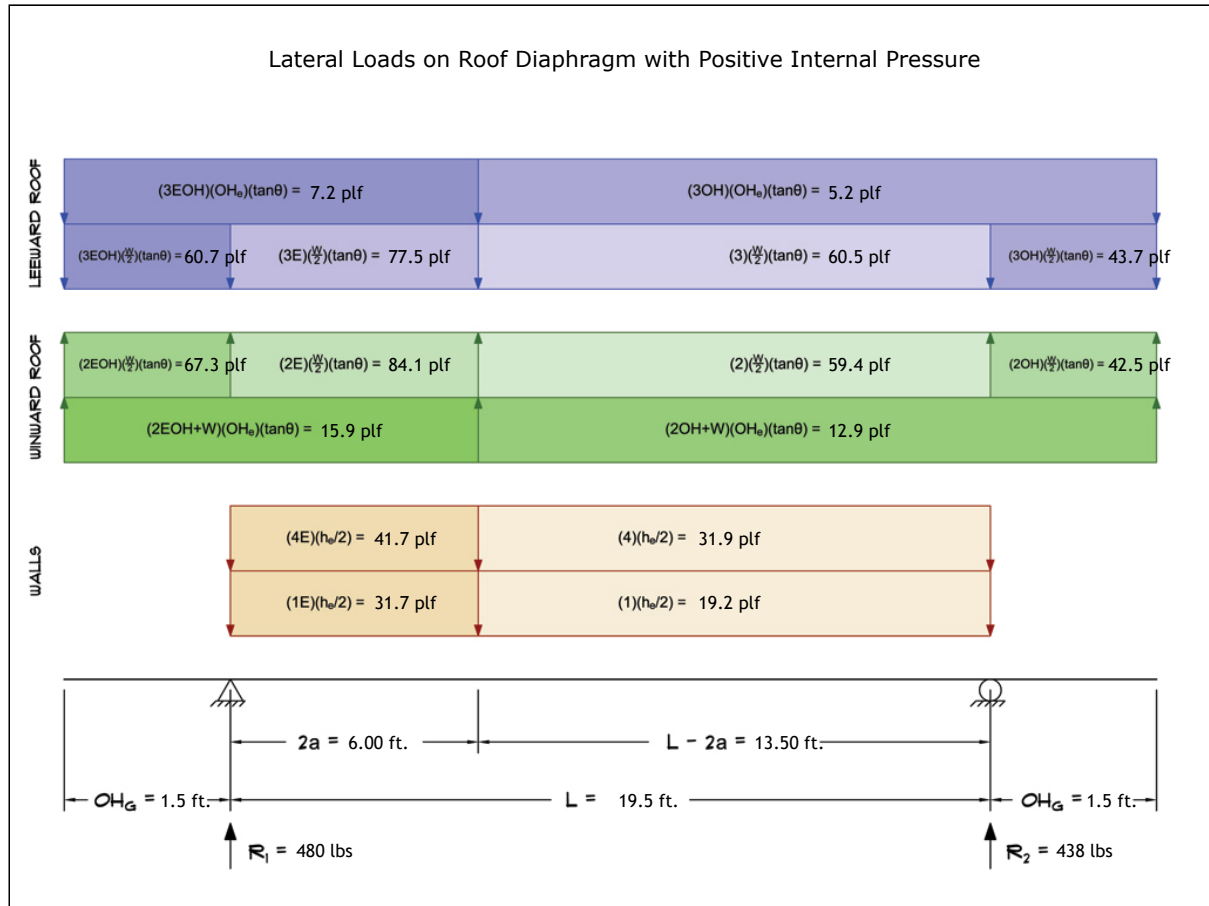 Lateral Loads on Roof Diaphragm with Positive Internal Pressure
LEEWARD ROOF
(3EOH)(OHₑ)(tanθ) = 7.2 plf
(3OH)(OHₑ)(tanθ) = 5.2 plf
(3EOH)(W/2)(tanθ) = 60.7 plf
(3E)(W/2)(tanθ) = 77.5 plf
(3)(W/2)(tanθ) = 60.5 plf
(3OH)(W/2)(tanθ) = 43.7 plf
WINWARD ROOF
(2EOH)(W/2)(tanθ) = 67.3 plf
(2E)(W/2)(tanθ) = 84.1 plf
(2)(W/2)(tanθ) = 59.4 plf
(2OH)(W/2)(tanθ) = 42.5 plf
(2EOH+W)(OHₑ)(tanθ) = 15.9 plf
(2OH+W)(OHₑ)(tanθ) = 12.9 plf
WALLS
(4E)(hₑ/2) = 41.7 plf
(4)(hₑ/2) = 31.9 plf
(1E)(hₑ/2) = 31.7 plf
(1)(hₑ/2) = 19.2 plf
2a = 6.00 ft.
L - 2a = 13.50 ft.
OH_G = 1.5 ft.
L = 19.5 ft.
OH_G = 1.5 ft.
R₁ = 480 lbs
R₂ = 438 lbs